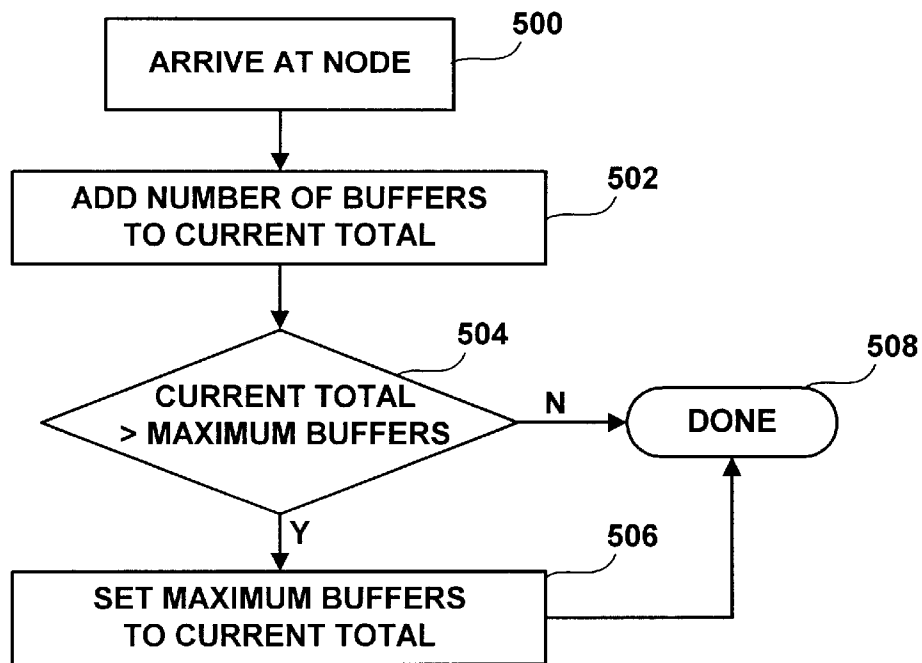 500
ARRIVE AT NODE
502
ADD NUMBER OF BUFFERS
TO CURRENT TOTAL
504
CURRENT TOTAL
> MAXIMUM BUFFERS
N
508
DONE
Y
506
SET MAXIMUM BUFFERS
TO CURRENT TOTAL